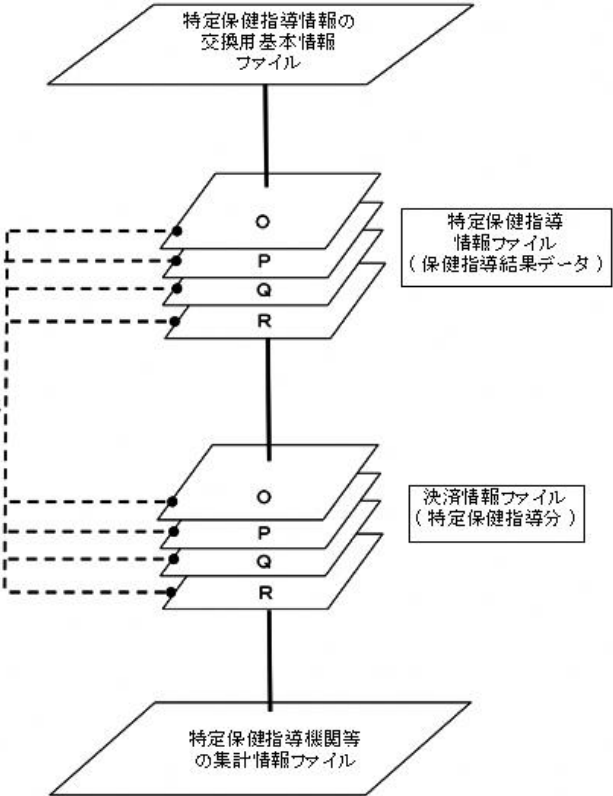 特定保健指導情報の
交換用基本情報
ファイル
O
P
Q
R
特定保健指導
情報ファイル
(保健指導結果データ)
O
P
Q
R
決済情報ファイル
(特定保健指導分)
特定保健指導機関等
の集計情報ファイル